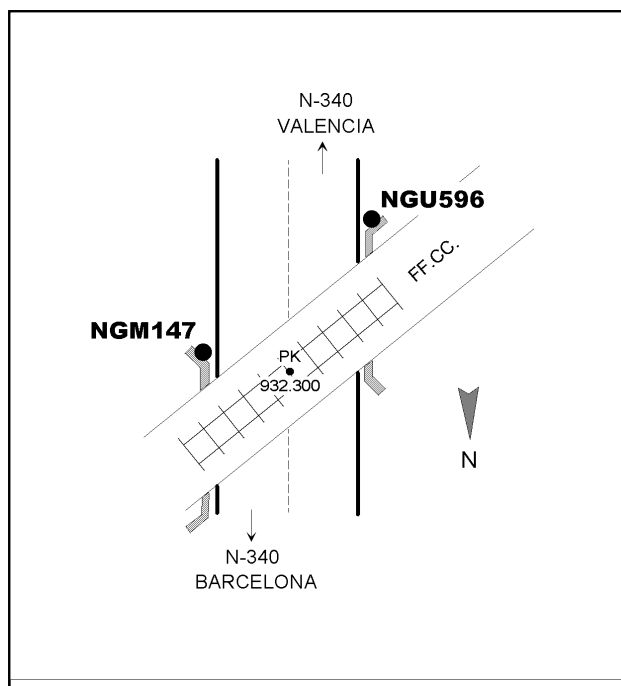 N-340
VALENCIA
NGU596
FF.CC.
NGM147
PK
932.300
N
N-340
BARCELONA